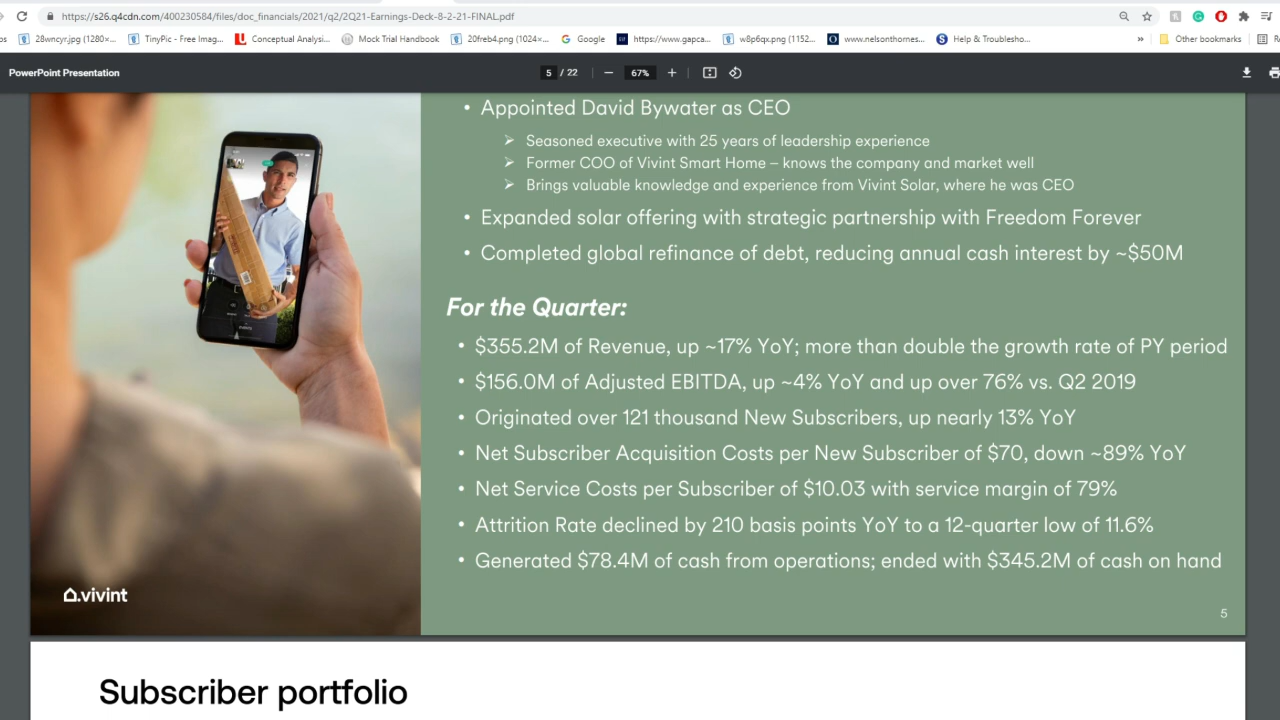 https://s26.q4cdn.com/400230584/files/doc_financials/2021/q2/2Q21-Earnings-Deck-8-2-21-FINAL.pdf
28wncyr.jpg (1280×... TinyPic - Free Imag... Conceptual Analysi... Mock Trial Handbook 20freb4.png (1024×... Google https://www.gapca... w8p6qx.png (1152... www.nelsonthornes... Help & Troublesho... » Other bookmarks
PowerPoint Presentation 5 / 22 67%
• Appointed David Bywater as CEO
➢ Seasoned executive with 25 years of leadership experience
➢ Former COO of Vivint Smart Home – knows the company and market well
➢ Brings valuable knowledge and experience from Vivint Solar, where he was CEO
• Expanded solar offering with strategic partnership with Freedom Forever
• Completed global refinance of debt, reducing annual cash interest by ~$50M
For the Quarter:
• $355.2M of Revenue, up ~17% YoY; more than double the growth rate of PY period
• $156.0M of Adjusted EBITDA, up ~4% YoY and up over 76% vs. Q2 2019
• Originated over 121 thousand New Subscribers, up nearly 13% YoY
• Net Subscriber Acquisition Costs per New Subscriber of $70, down ~89% YoY
• Net Service Costs per Subscriber of $10.03 with service margin of 79%
• Attrition Rate declined by 210 basis points YoY to a 12-quarter low of 11.6%
• Generated $78.4M of cash from operations; ended with $345.2M of cash on hand
.vivint
5
Subscriber portfolio